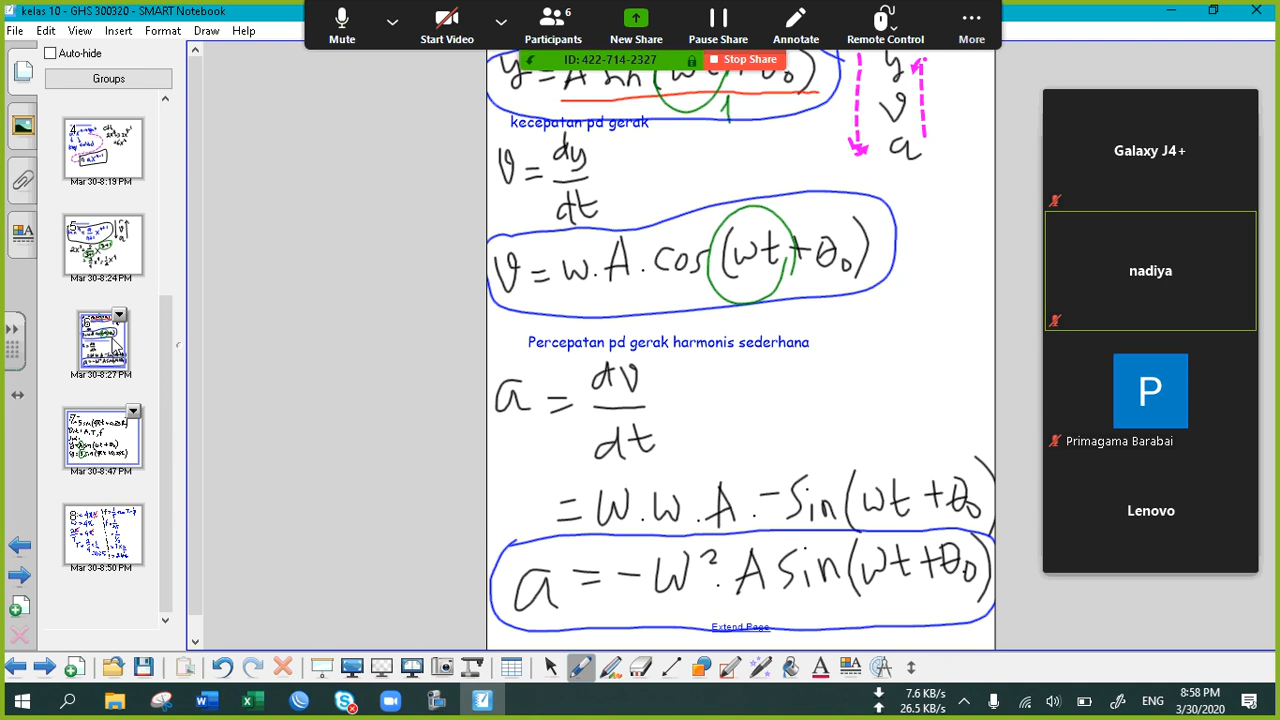 kelas 10 - GHS 300320 - SMART Notebook
File Edit View Insert Format Draw Help
Auto-hide
Groups
Mar 30-8:19 PM
Mar 30-8:24 PM
Mar 30-8:27 PM
Mar 30-8:47 PM
Mar 30-8:50 PM
Mute
Start Video
6
Participants
New Share
Pause Share
Annotate
Remote Control
More
ID: 422-714-2327
Stop Share
y = A sin (wt + θ₀)
1
y
v
a
kecepatan pd gerak
v = dy/dt
v = w.A.cos(wt+θ₀)
Percepatan pd gerak harmonis sederhana
a = dv/dt
= w.w.A.-sin(wt+θ₀)
a = -w².A sin(wt+θ₀)
Extend Page
Galaxy J4+
nadiya
P
Primagama Barabai
Lenovo
7.6 KB/s
26.5 KB/s
ENG
8:58 PM
3/30/2020